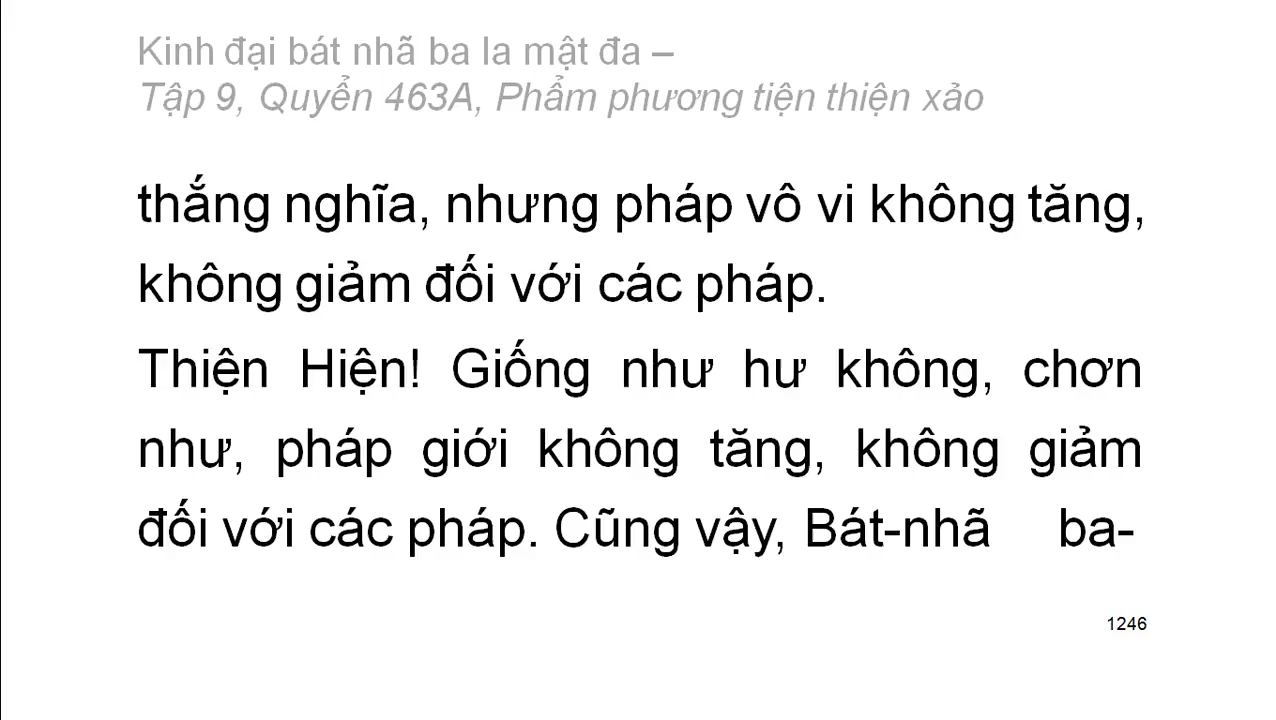 Kinh đại bát nhã ba la mật đa –
Tập 9, Quyển 463A, Phẩm phương tiện thiện xảo
thắng nghĩa, nhưng pháp vô vi không tăng,
không giảm đối với các pháp.
Thiện Hiện! Giống như hư không, chơn
như, pháp giới không tăng, không giảm
đối với các pháp. Cũng vậy, Bát-nhã ba-
1246